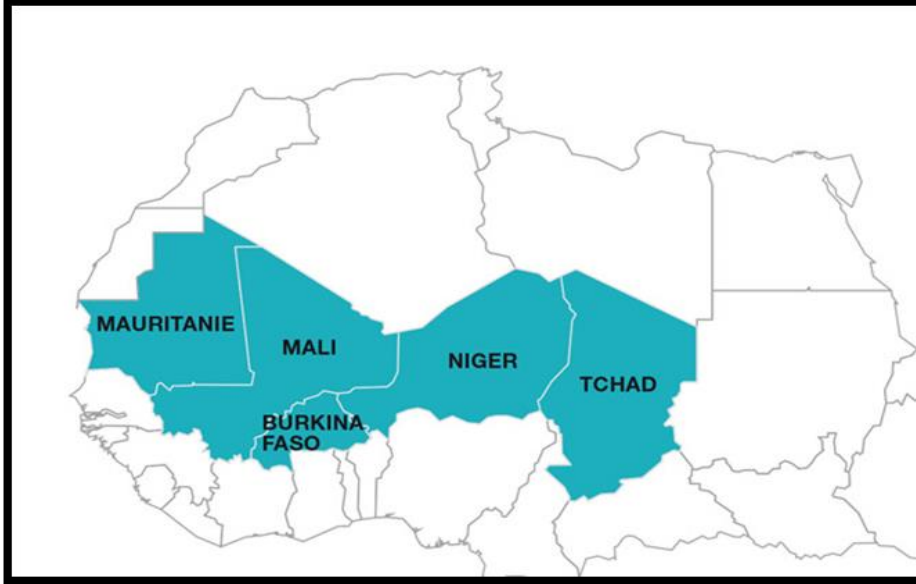 MAURITANIE
MALI
NIGER
TCHAD
BURKINA
FASO